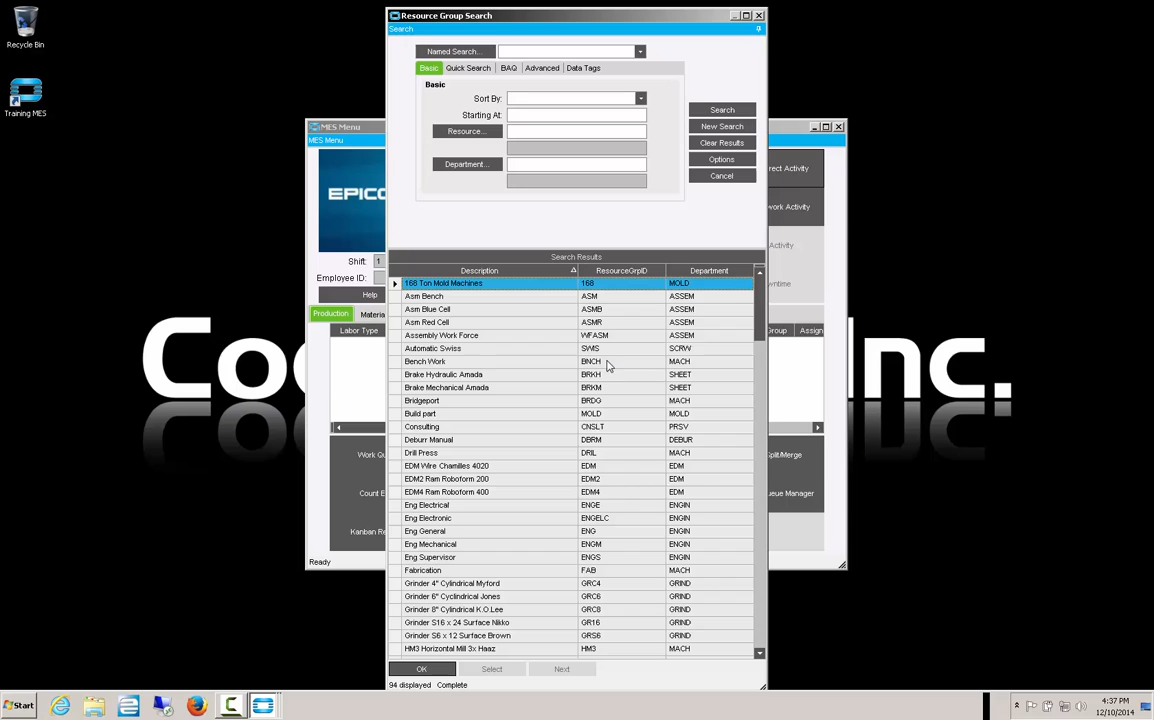 Recycle Bin
Training MES
Resource Group Search
Search
Named Search...
Basic Quick Search BAQ Advanced Data Tags
Basic
Sort By:
Starting At:
Resource...
Department...
Search
New Search
Clear Results
Options
Cancel
MES Menu
MES Menu
EPICO
Shift: 1
Employee ID:
Help
Production Materia
Labor Type
Group Assign
rect Activity
work Activity
Activity
ntime
Work Qu
Count E
Kanban Re
Split/Merge
ueue Manager
Ready
Co
Inc.
Search Results
Description ResourceGrpID Department
168 Ton Mold Machines 168 MOLD
Asm Bench ASM ASSEM
Asm Blue Cell ASMB ASSEM
Asm Red Cell ASMR ASSEM
Assembly Work Force WFASM ASSEM
Automatic Swiss SWIS SCRW
Bench Work BNCH MACH
Brake Hydraulic Amada BRKH SHEET
Brake Mechanical Amada BRKM SHEET
Bridgeport BRDG MACH
Build part MOLD MOLD
Consulting CNSLT PRSV
Deburr Manual DBRM DEBUR
Drill Press DRIL MACH
EDM Wire Chamilles 4020 EDM EDM
EDM2 Ram Roboform 200 EDM2 EDM
EDM4 Ram Roboform 400 EDM4 EDM
Eng Electrical ENGE ENGIN
Eng Electronic ENGELC ENGIN
Eng General ENG ENGIN
Eng Mechanical ENGM ENGIN
Eng Supervisor ENGS ENGIN
Fabrication FAB MACH
Grinder 4" Cylindrical Myford GRC4 GRIND
Grinder 6" Cyclindrical Jones GRC6 GRIND
Grinder 8" Cylindrical K.O.Lee GRC8 GRIND
Grinder S16 x 24 Surface Nikko GR16 GRIND
Grinder S6 x 12 Surface Brown GRS6 GRIND
HM3 Horizontal Mill 3x Haaz HM3 MACH
OK Select Next
94 displayed Complete
Start
4:37 PM
12/10/2014